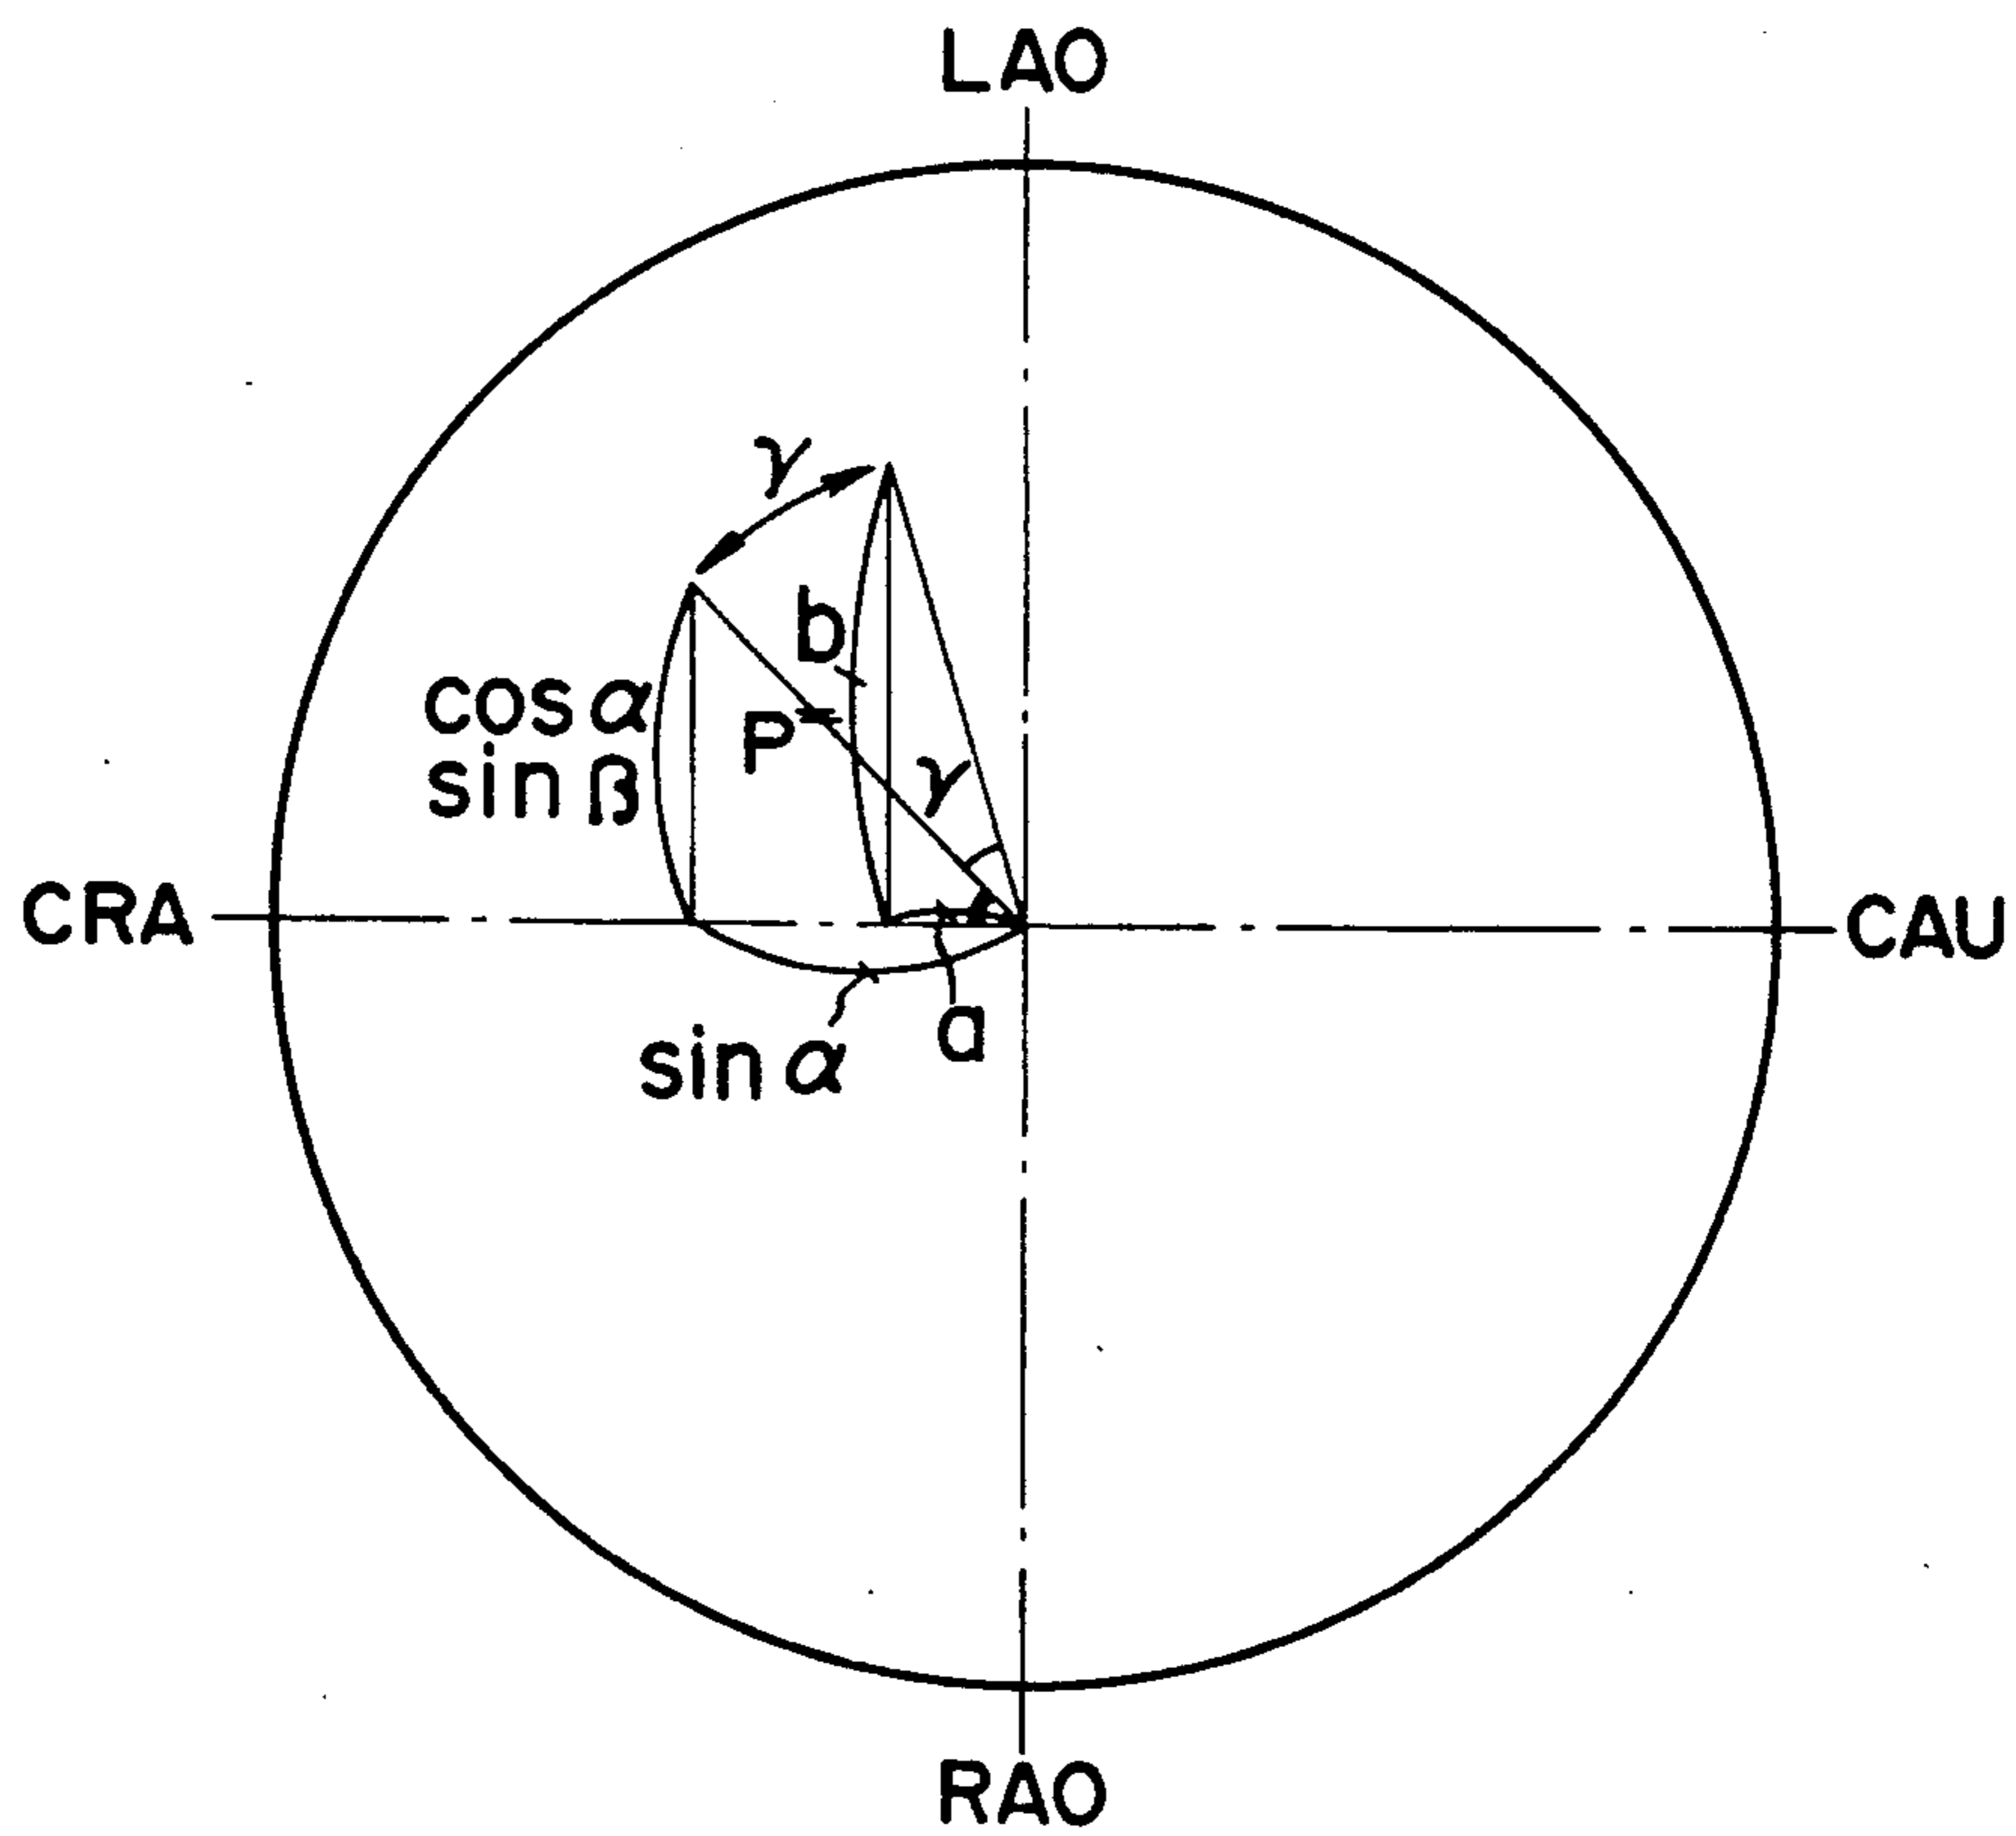 LAO
γ
b
cos α
sin β
P
γ
CRA
CAU
a
sin α
RAO